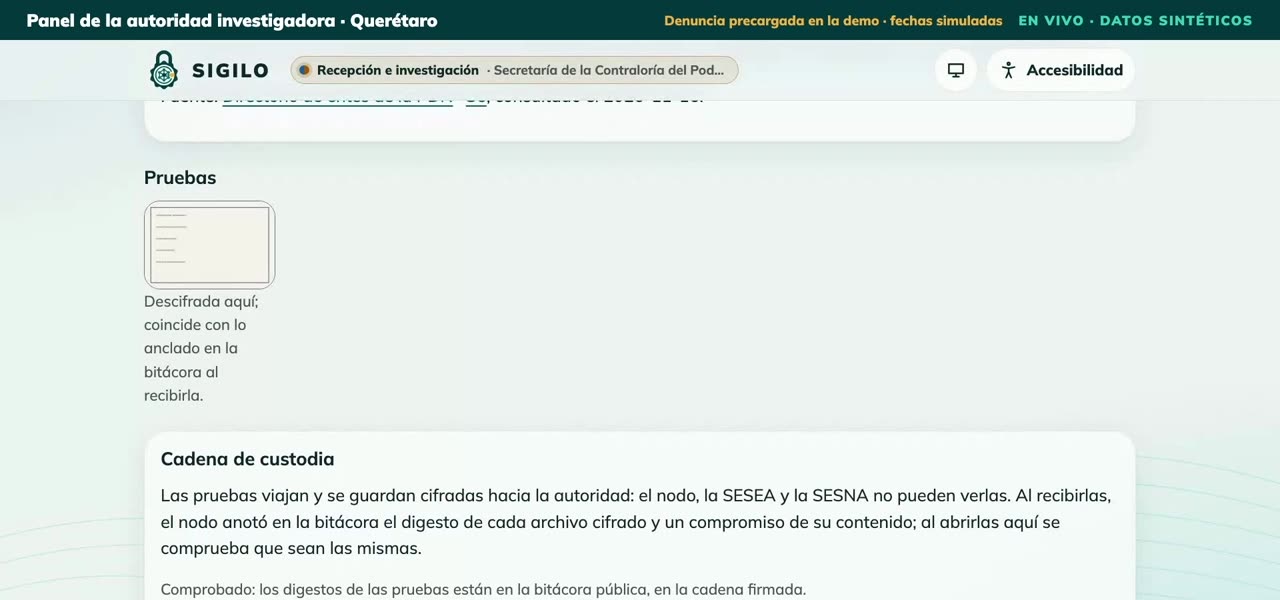 Panel de la autoridad investigadora · Querétaro
Denuncia precargada en la demo · fechas simuladas
EN VIVO · DATOS SINTÉTICOS
SIGILO
Recepción e investigación · Secretaría de la Contraloría del Pod...
Accesibilidad
Pruebas
Descifrada aquí;
coincide con lo
anclado en la
bitácora al
recibirla.
Cadena de custodia
Las pruebas viajan y se guardan cifradas hacia la autoridad: el nodo, la SESEA y la SESNA no pueden verlas. Al recibirlas,
el nodo anotó en la bitácora el digesto de cada archivo cifrado y un compromiso de su contenido; al abrirlas aquí se
comprueba que sean las mismas.
Comprobado: los digestos de las pruebas están en la bitácora pública, en la cadena firmada.